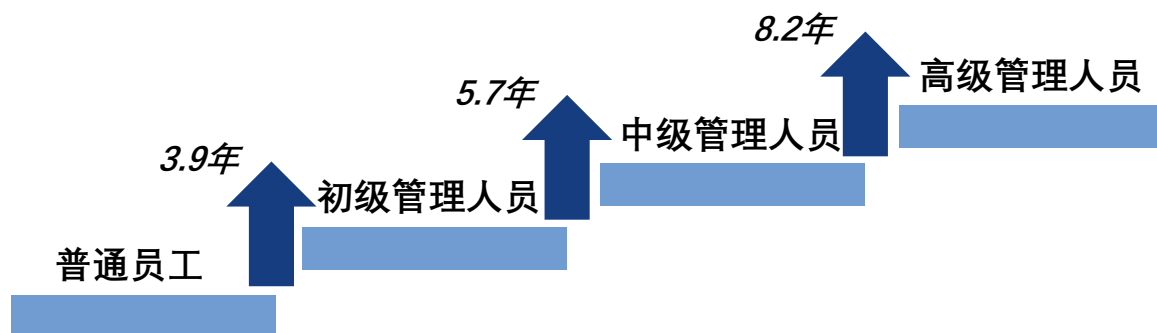 8.2年
高级管理人员
5.7年
中级管理人员
3.9年
初级管理人员
普通员工